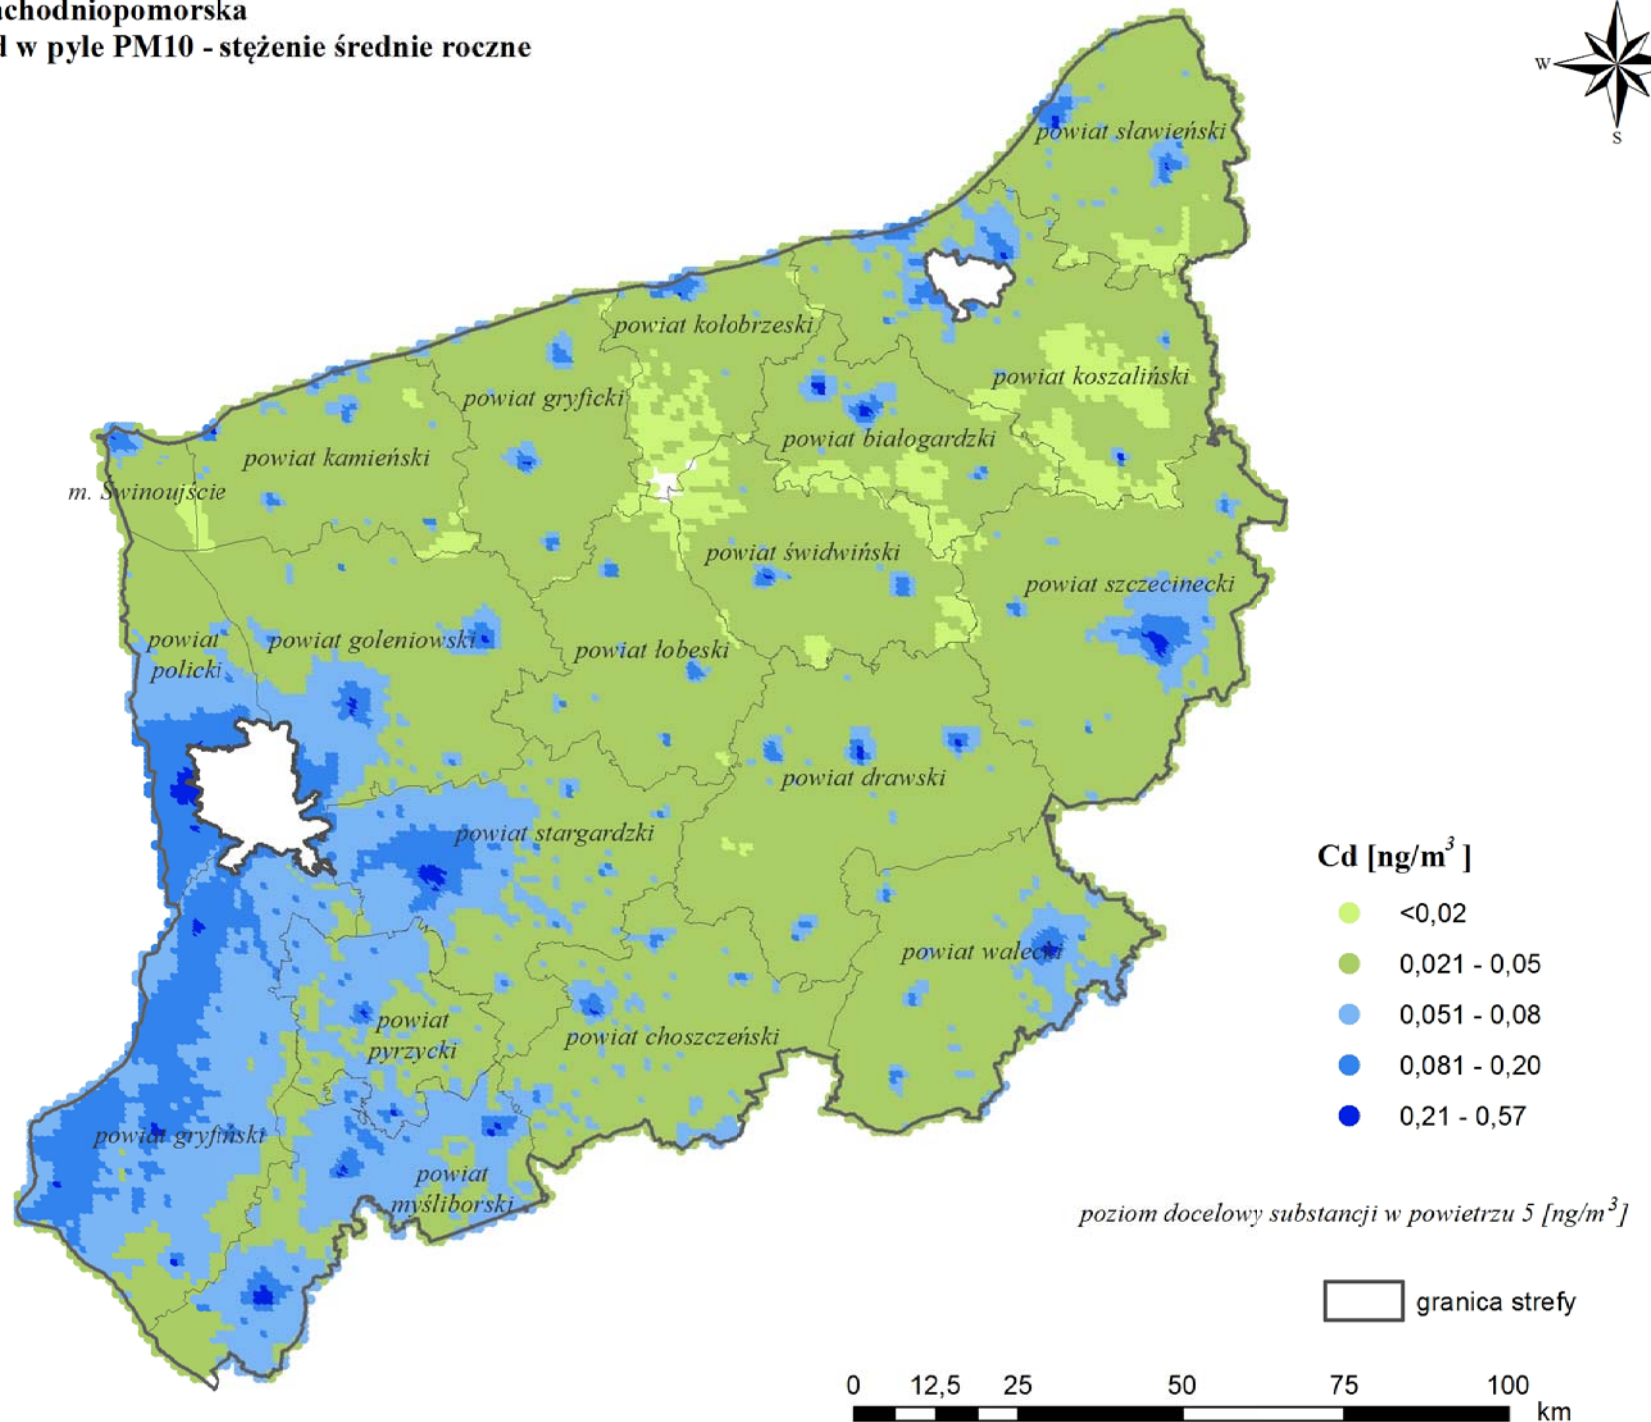 achodniopomorska
w pyle PM10 - stężenie średnie roczne
W
S
powiat sławieński
powiat kołobrzeski
powiat koszaliński
powiat gryficki
powiat białogardzki
powiat kamieński
m. Świnoujście
powiat świdwiński
powiat szczecinecki
powiat
policki
powiat goleniowski
powiat łobeski
powiat drawski
powiat stargardzki
powiat wałecki
powiat
pyrzycki
powiat choszczeński
powiat gryfiński
powiat
myśliborski
Cd [ng/m³ ]
<0,02
0,021 - 0,05
0,051 - 0,08
0,081 - 0,20
0,21 - 0,57
poziom docelowy substancji w powietrzu 5 [ng/m³]
granica strefy
0 12,5 25 50 75 100
km